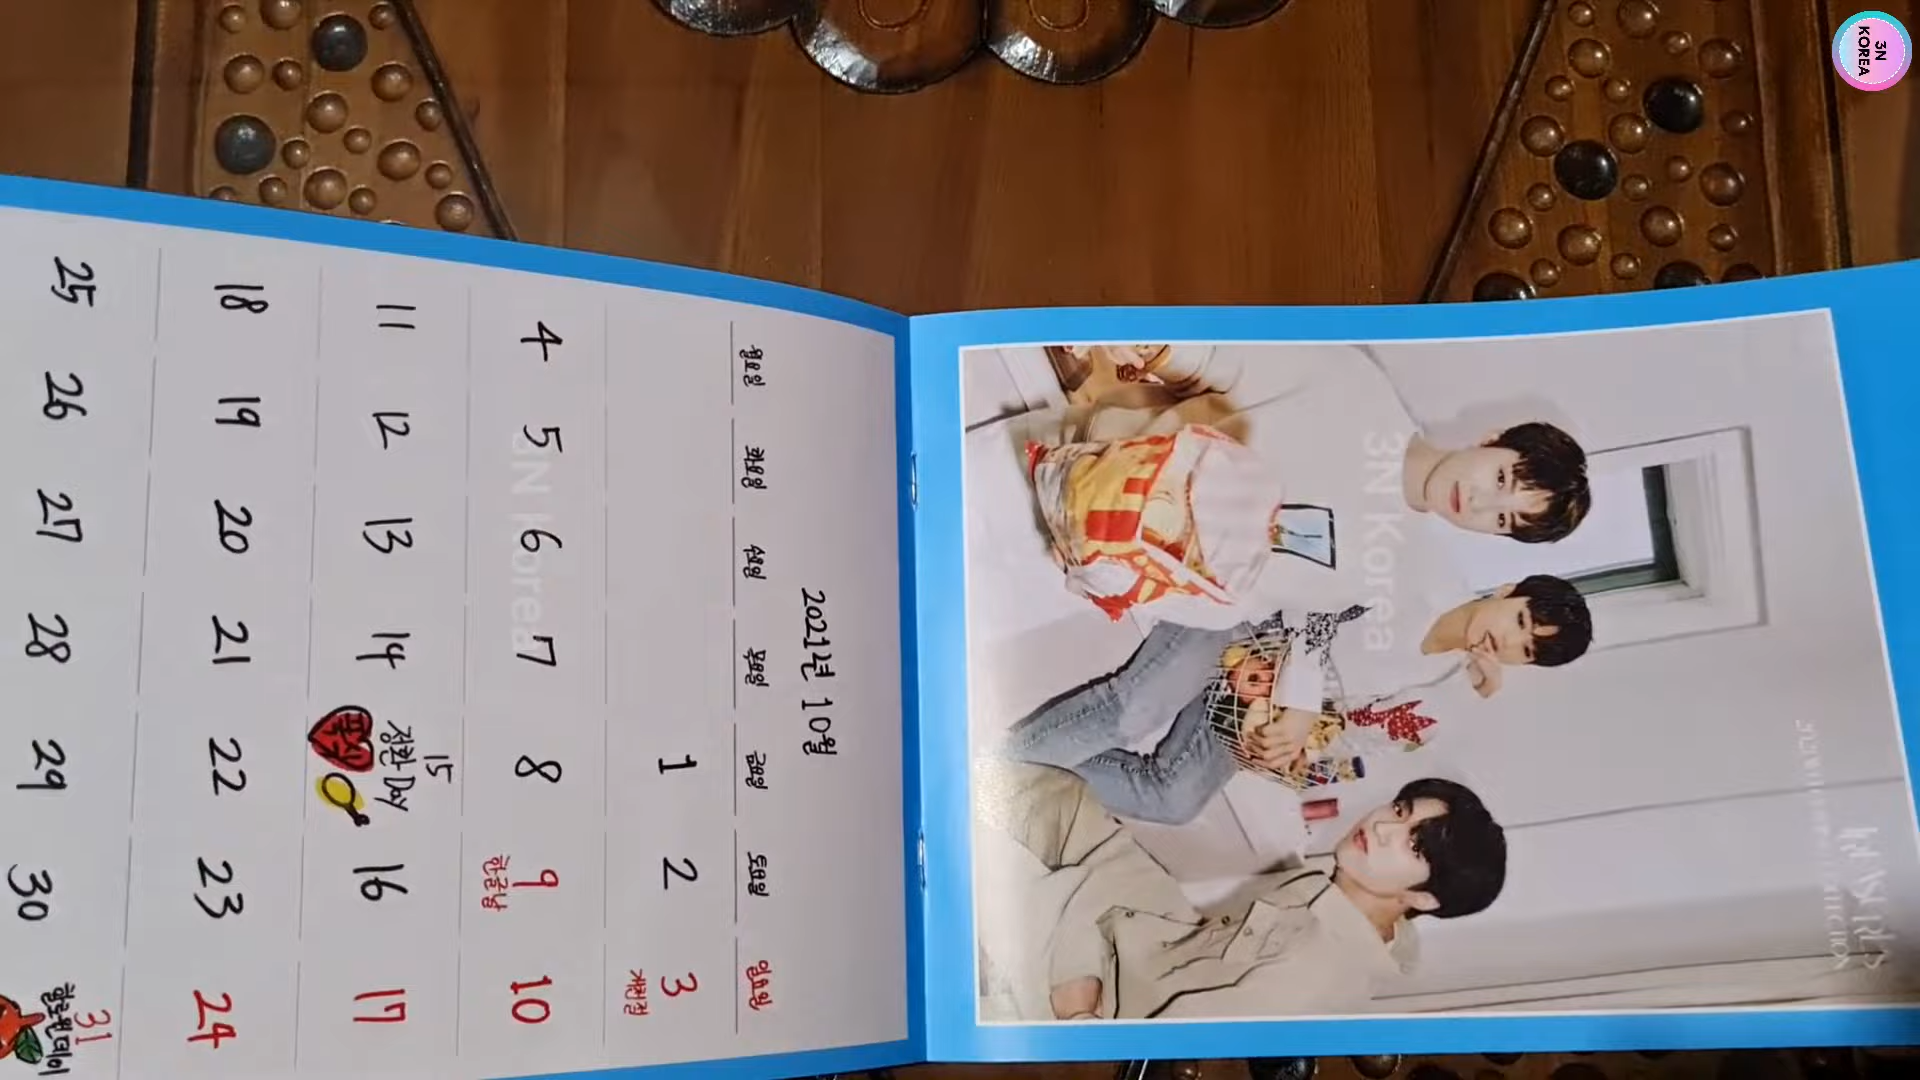 3N
KOREA
2021년 10월
월요일 화요일 수요일 목요일 금요일 토요일 일요일
1 2 3
개천절
4 5 6 7 8 9 10
한글날
11 12 13 14 15 16 17
정한 Day
18 19 20 21 22 23 24
25 26 27 28 29 30 31
할로윈 데이
3N Korea
3N Korea